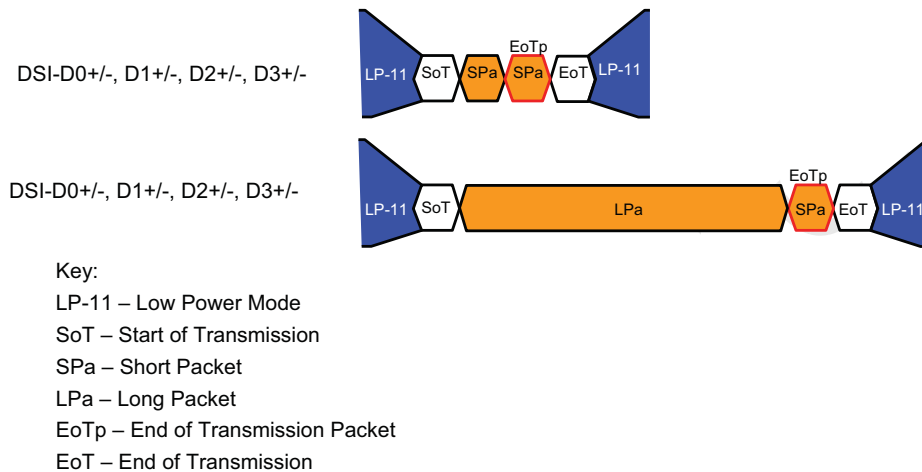 EoTp
DSI-D0+/-, D1+/-, D2+/-, D3+/- LP-11 SoT SPa SPa EoT LP-11
EoTp
DSI-D0+/-, D1+/-, D2+/-, D3+/- LP-11 SoT LPa SPa EoT LP-11
Key:
LP-11 – Low Power Mode
SoT – Start of Transmission
SPa – Short Packet
LPa – Long Packet
EoTp – End of Transmission Packet
EoT – End of Transmission